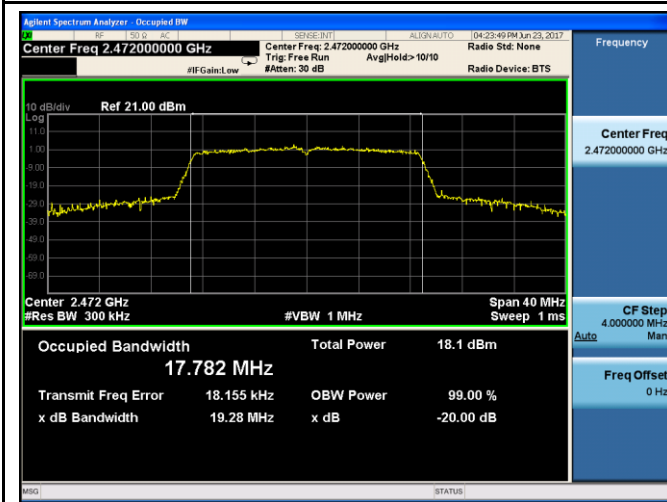 Agilent Spectrum Analyzer - Occupied BW
RF 50 Ω AC SENSE:INT ALIGN AUTO 04:23:49 PM Jun 23, 2017
Center Freq 2.472000000 GHz Center Freq: 2.472000000 GHz Radio Std: None
Trig: Free Run Avg|Hold:>10/10
#IFGain:Low #Atten: 30 dB Radio Device: BTS
Frequency
10 dB/div Ref 21.00 dBm
Log
11.0
1.00
-9.00
-19.0
-29.0
-39.0
-49.0
-59.0
-69.0
Center Freq
2.472000000 GHz
Center 2.472 GHz Span 40 MHz
#Res BW 300 kHz #VBW 1 MHz Sweep 1 ms
CF Step
4.000000 MHz
Auto Man
Occupied Bandwidth Total Power 18.1 dBm
17.782 MHz
Transmit Freq Error 18.155 kHz OBW Power 99.00 %
x dB Bandwidth 19.28 MHz x dB -20.00 dB
Freq Offset
0 Hz
MSG STATUS